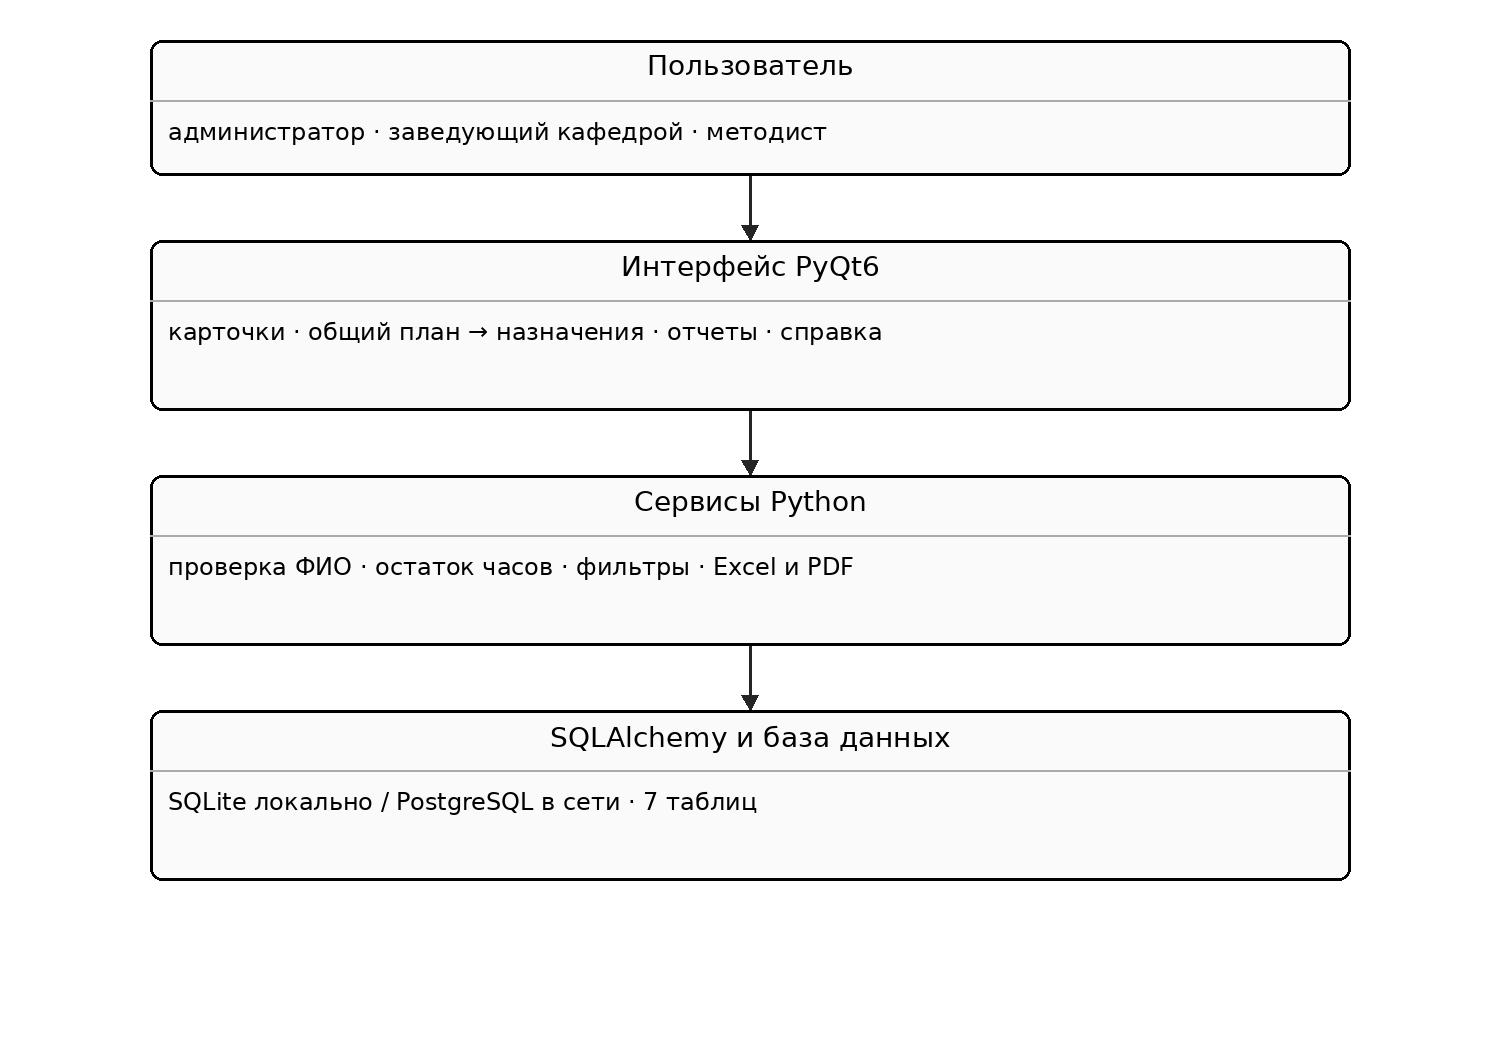 Пользователь
администратор · заведующий кафедрой · методист
Интерфейс PyQt6
карточки · общий план → назначения · отчеты · справка
Сервисы Python
проверка ФИО · остаток часов · фильтры · Excel и PDF
SQLAlchemy и база данных
SQLite локально / PostgreSQL в сети · 7 таблиц